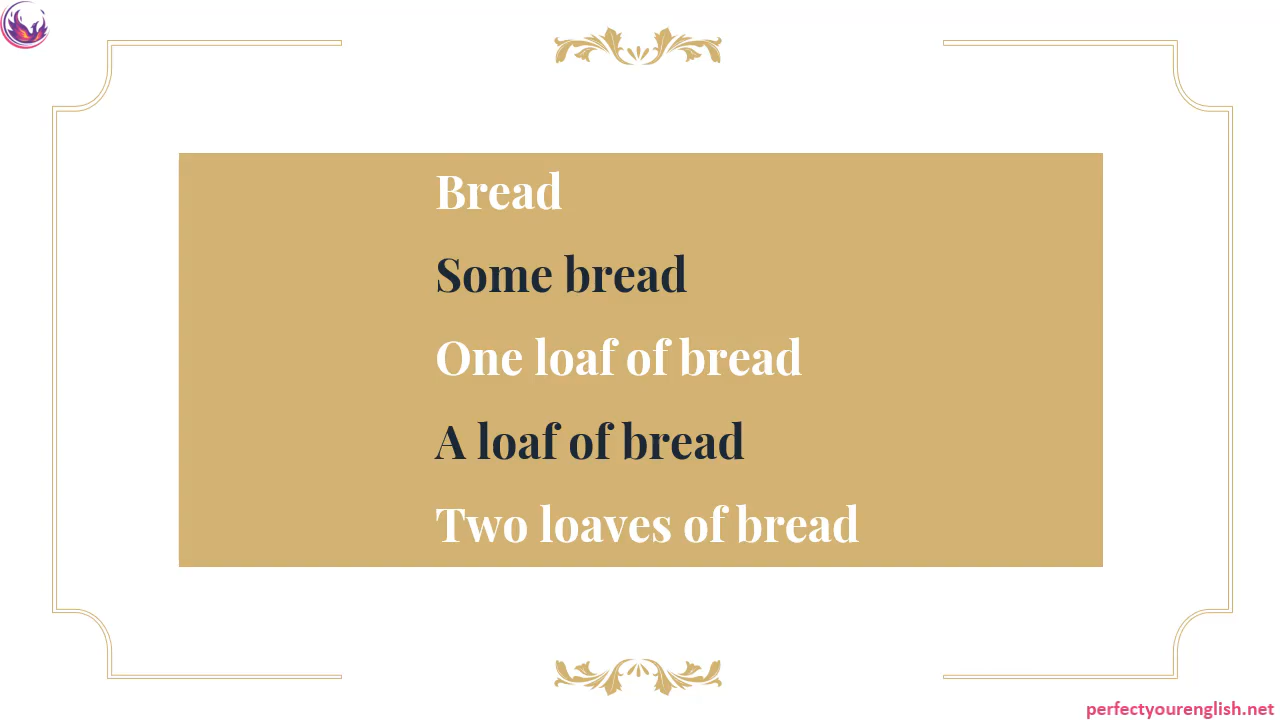 Bread
Some bread
One loaf of bread
A loaf of bread
Two loaves of bread
perfectyourenglish.net